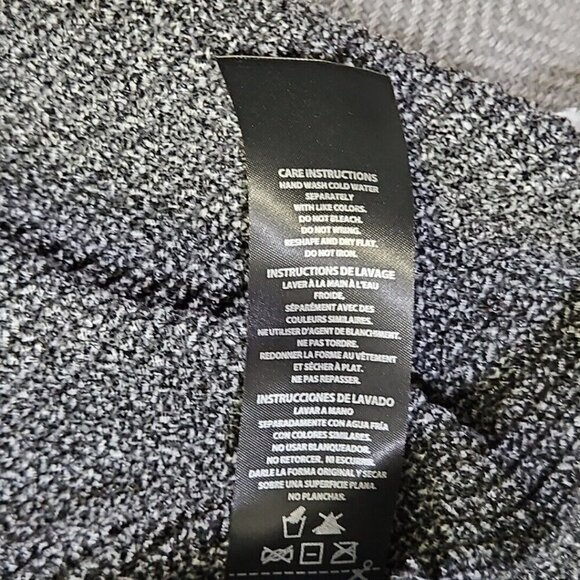 CARE INSTRUCTIONS
HAND WASH COLD WATER
SEPARATELY
WITH LIKE COLORS.
DO NOT BLEACH.
DO NOT WRING.
RESHAPE AND DRY FLAT.
DO NOT IRON.
INSTRUCTIONS DE LAVAGE
LAVER À LA MAIN À L'EAU
FROIDE,
SÉPARÉMENT AVEC DES
COULEURS SIMILAIRES.
NE UTILISER D'AGENT DE BLANCHMENT.
NE PAS TORDRE.
REDONNER LA FORME AU VÊTEMENT
ET SÉCHER À PLAT.
NE PAS REPASSER.
INSTRUCCIONES DE LAVADO
LAVAR A MANO
SEPARADAMENTE CON AGUA FRÍA
CON COLORES SIMILARES.
NO USAR BLANQUEADOR.
NO RETORCER. NI ESCURRIR.
DARLE LA FORMA ORIGINAL Y SECAR
SOBRE UNA SUPERFICIE PLANA.
NO PLANCHAS.